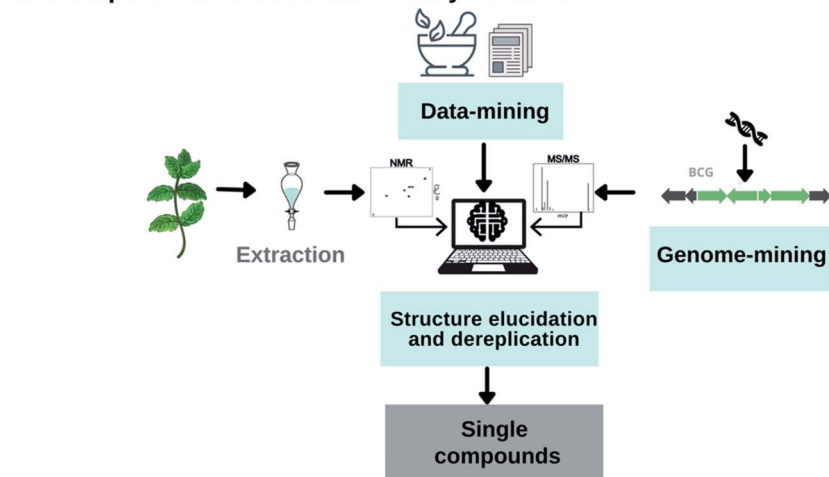 Data-mining
NMR
MS/MS
m/z
BCG
Extraction
Genome-mining
Structure elucidation
and dereplication
Single
compounds